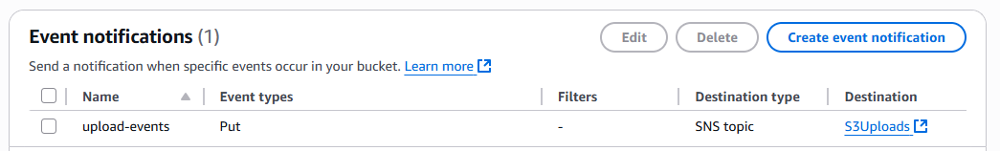 Event notifications (1)
Edit
Delete
Create event notification
Send a notification when specific events occur in your bucket. Learn more
Name Event types Filters Destination type Destination
upload-events Put - SNS topic S3Uploads